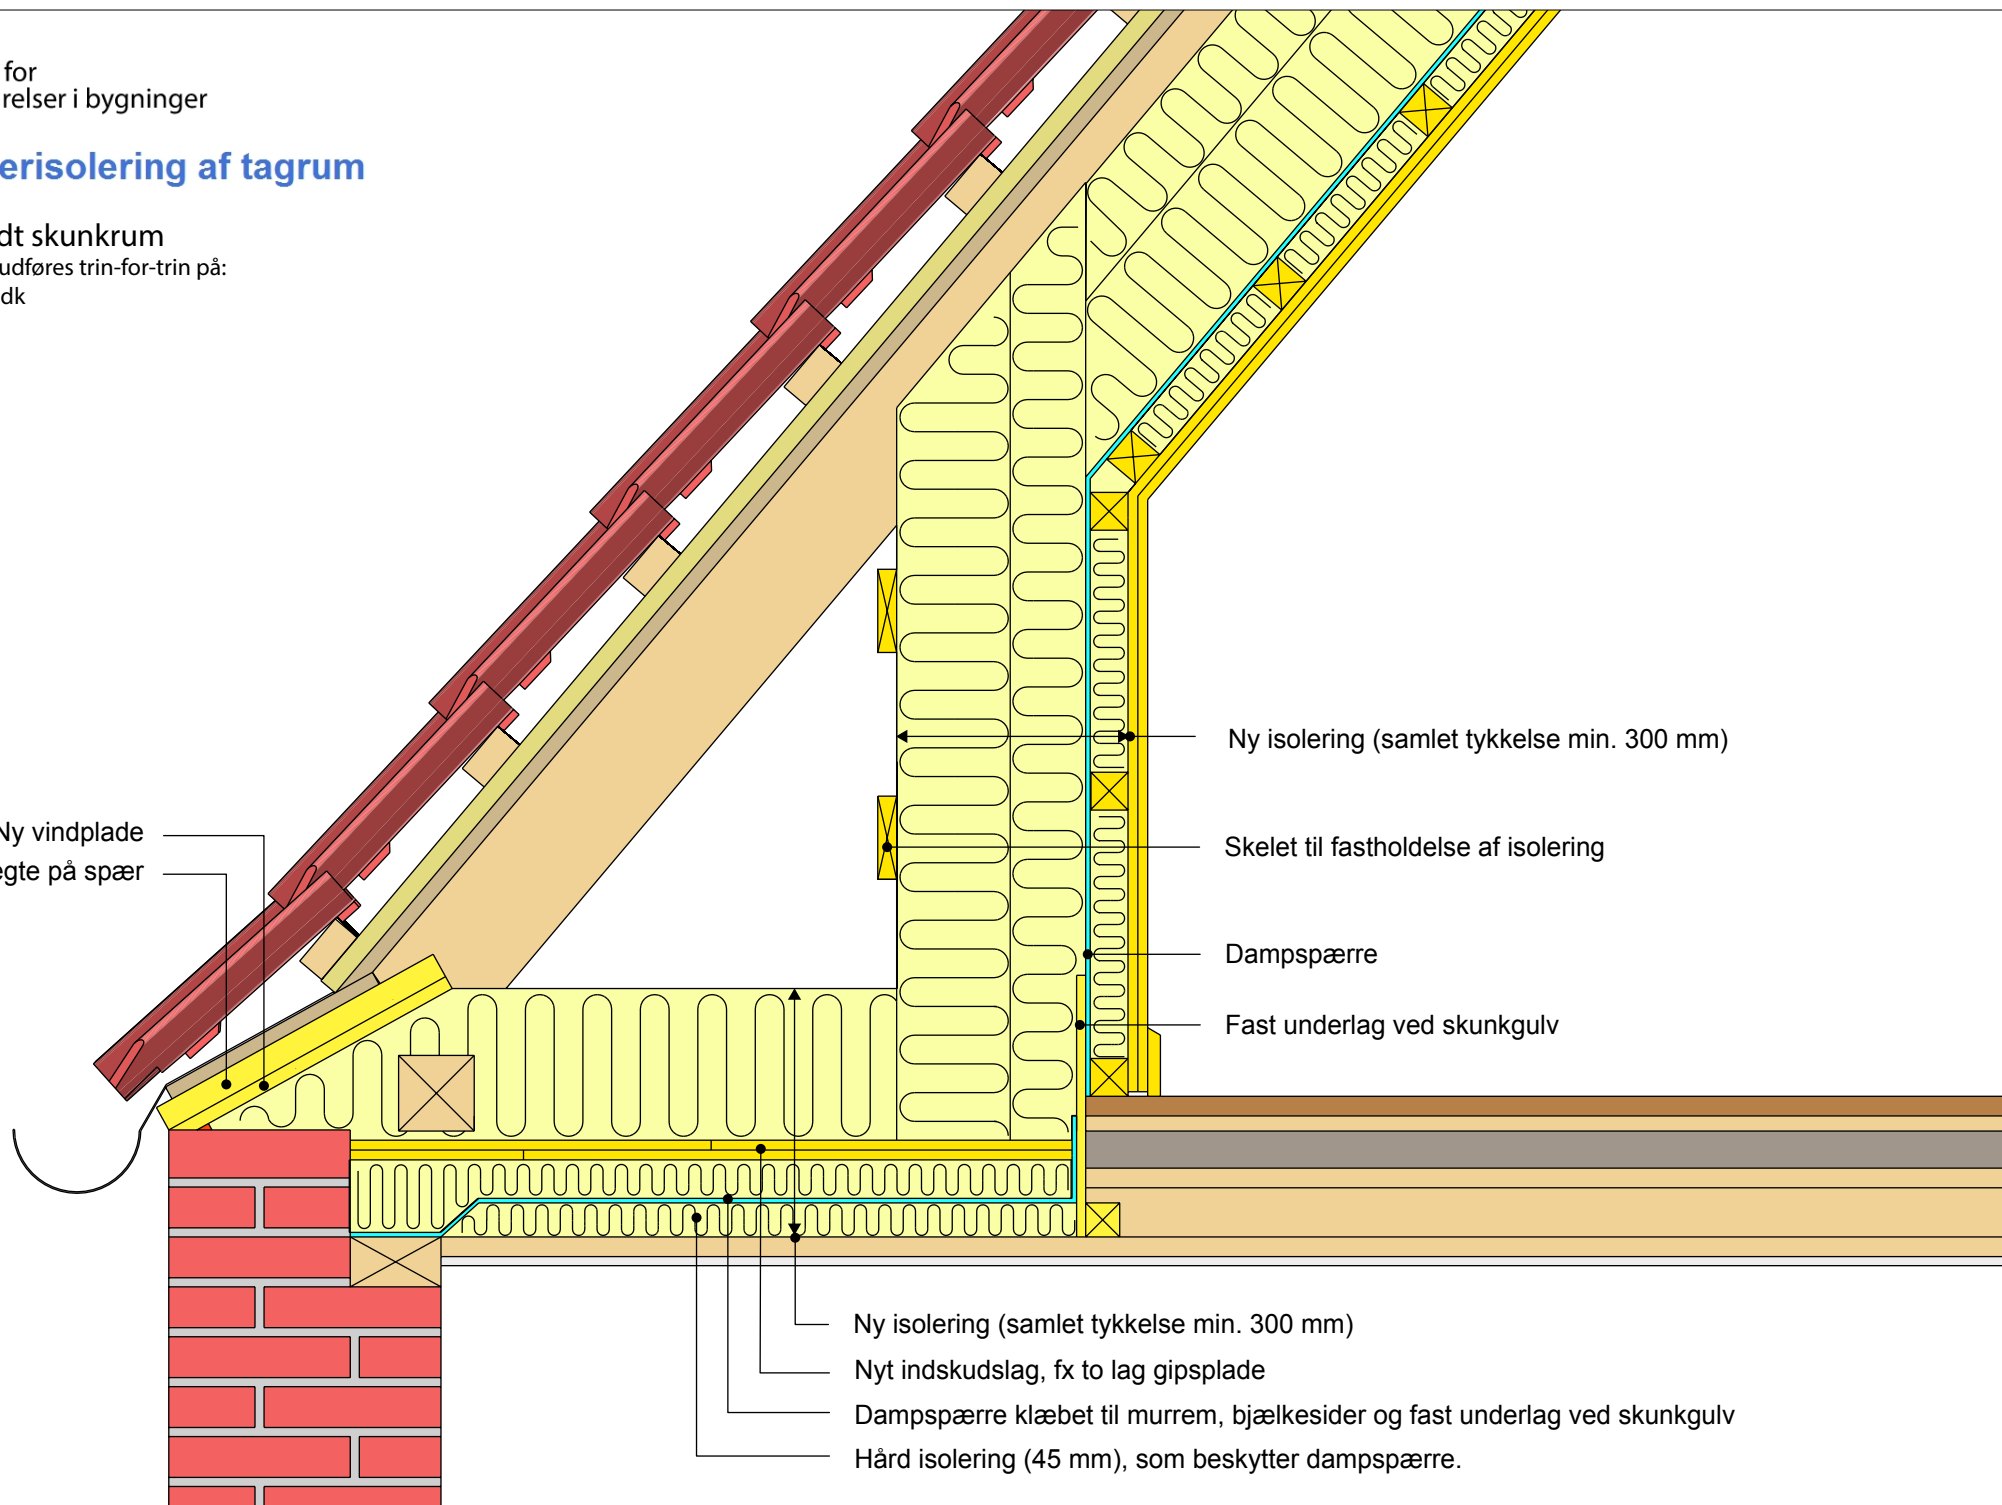 for
relser i bygninger
erisolering af tagrum
dt skunkrum
udføres trin-for-trin på:
dk
Ny isolering (samlet tykkelse min. 300 mm)
Ny vindplade
Skelet til fastholdelse af isolering
egte på spær
Dampspærre
Fast underlag ved skunkgulv
Ny isolering (samlet tykkelse min. 300 mm)
Nyt indskudslag, fx to lag gipsplade
Dampspærre klæbet til murrem, bjælkesider og fast underlag ved skunkgulv
Hård isolering (45 mm), som beskytter dampspærre.